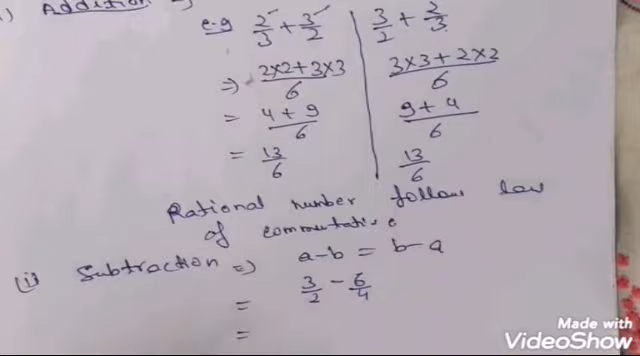 i) Addition =)
e.g 2/3 + 3/2 | 3/2 + 2/3
=) 2×2+3×3/6 | 3×3+2×2/6
= 4+9/6 | 9+4/6
= 13/6 | 13/6
Rational number follow law
of commutative
(ii) Subtraction =) a-b = b-a
= 3/2 - 6/4
=
Made with
VideoShow